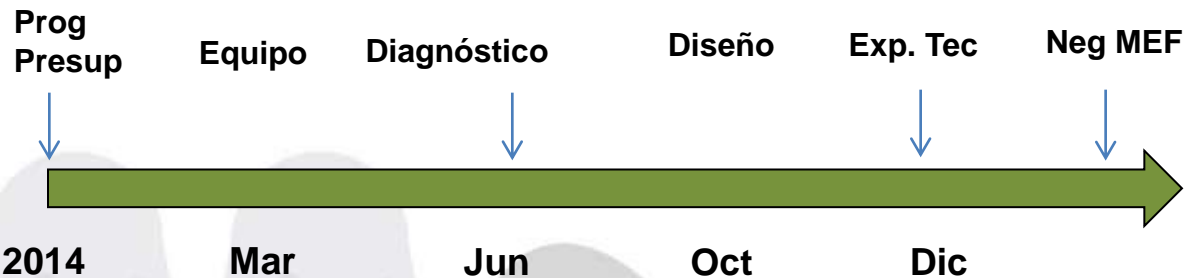 Prog
Presup
Equipo
Diagnóstico
Diseño
Exp. Tec
Neg MEF
2014
Mar
Jun
Oct
Dic